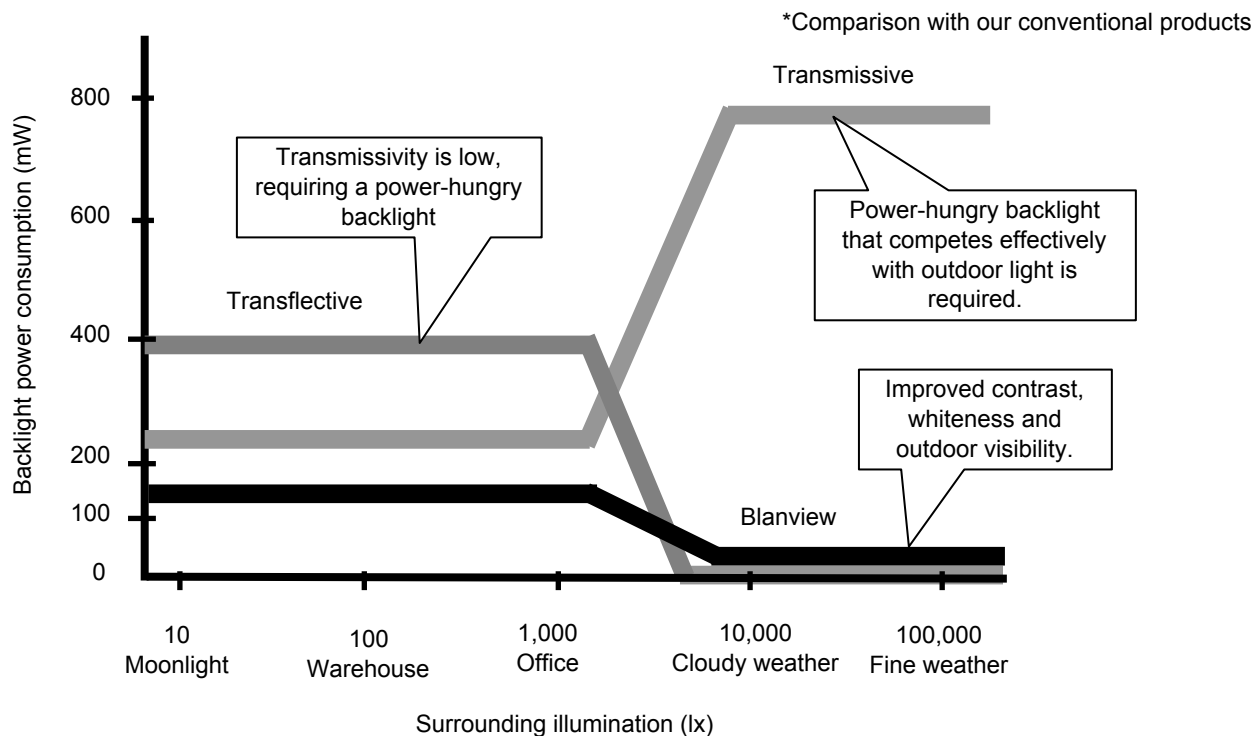 *Comparison with our conventional products
Transmissive
800
600
400
200
100
0
Backlight power consumption (mW)
Transmissivity is low,
requiring a power-hungry
backlight
Transflective
Power-hungry backlight
that competes effectively
with outdoor light is
required.
Improved contrast,
whiteness and
outdoor visibility.
Blanview
10
Moonlight
100
Warehouse
1,000
Office
10,000
Cloudy weather
100,000
Fine weather
Surrounding illumination (lx)